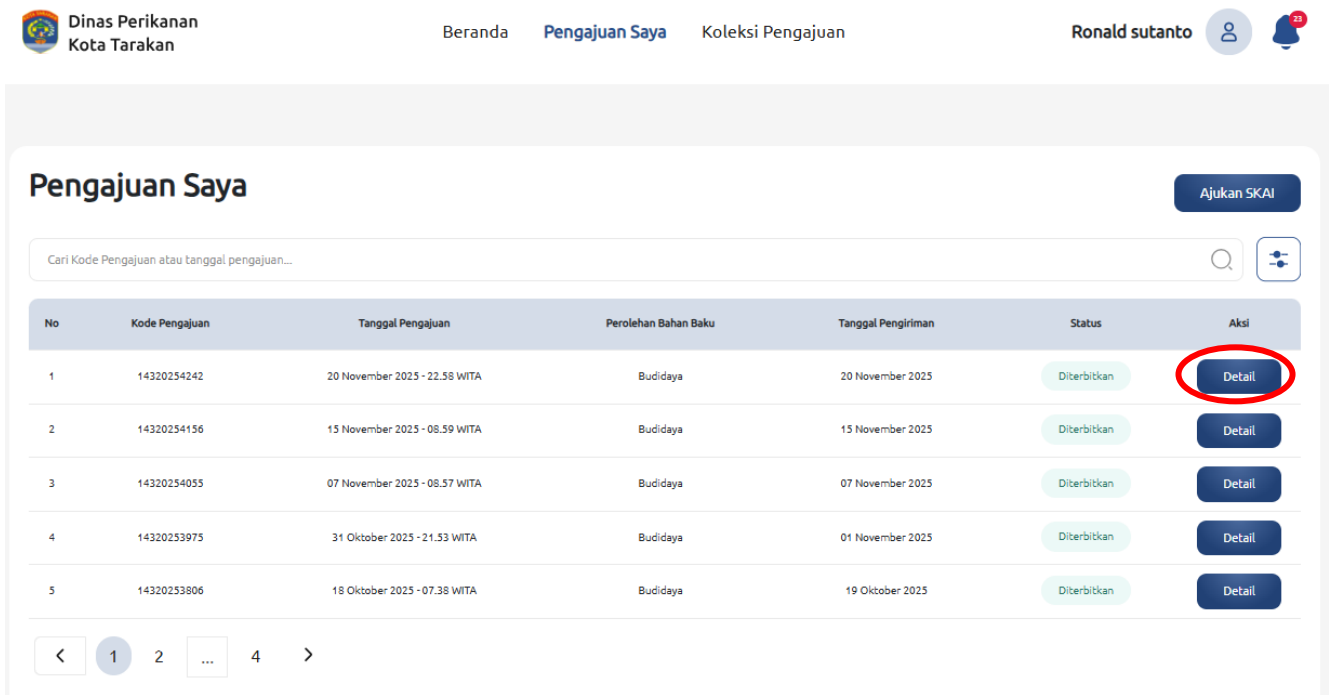 Dinas Perikanan
Kota Tarakan
Beranda Pengajuan Saya Koleksi Pengajuan Ronald sutanto 23
Pengajuan Saya
Ajukan SKAI
Cari Kode Pengajuan atau tanggal pengajuan...
No Kode Pengajuan Tanggal Pengajuan Perolehan Bahan Baku Tanggal Pengiriman Status Aksi
1 14320254242 20 November 2025 - 22.58 WITA Budidaya 20 November 2025 Diterbitkan Detail
2 14320254156 15 November 2025 - 08.59 WITA Budidaya 15 November 2025 Diterbitkan Detail
3 14320254055 07 November 2025 - 08.57 WITA Budidaya 07 November 2025 Diterbitkan Detail
4 14320253975 31 Oktober 2025 - 21.53 WITA Budidaya 01 November 2025 Diterbitkan Detail
5 14320253806 18 Oktober 2025 - 07.38 WITA Budidaya 19 Oktober 2025 Diterbitkan Detail
1 2 ... 4